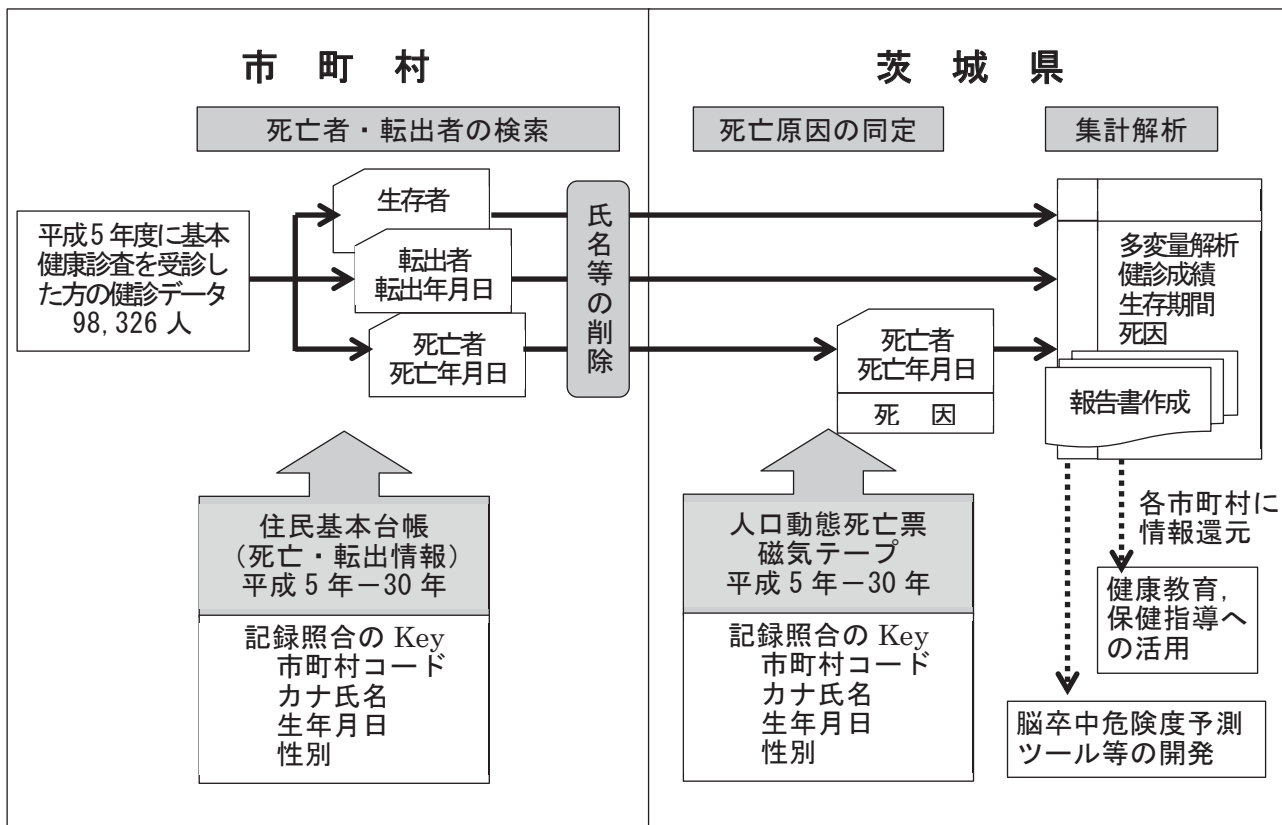 市 町 村
死亡者・転出者の検索
平成5年度に基本
健康診査を受診し
た方の健診データ
98,326人
生存者
転出者
転出年月日
死亡者
死亡年月日
氏名等の削除
住民基本台帳
(死亡・転出情報)
平成5年－30年
記録照合の Key
市町村コード
カナ氏名
生年月日
性別
茨 城 県
死亡原因の同定
集計解析
死亡者
死亡年月日
死 因
多変量解析
健診成績
生存期間
死因
報告書作成
人口動態死亡票
磁気テープ
平成5年－30年
記録照合の Key
市町村コード
カナ氏名
生年月日
性別
各市町村に
情報還元
健康教育,
保健指導へ
の活用
脳卒中危険度予測
ツール等の開発